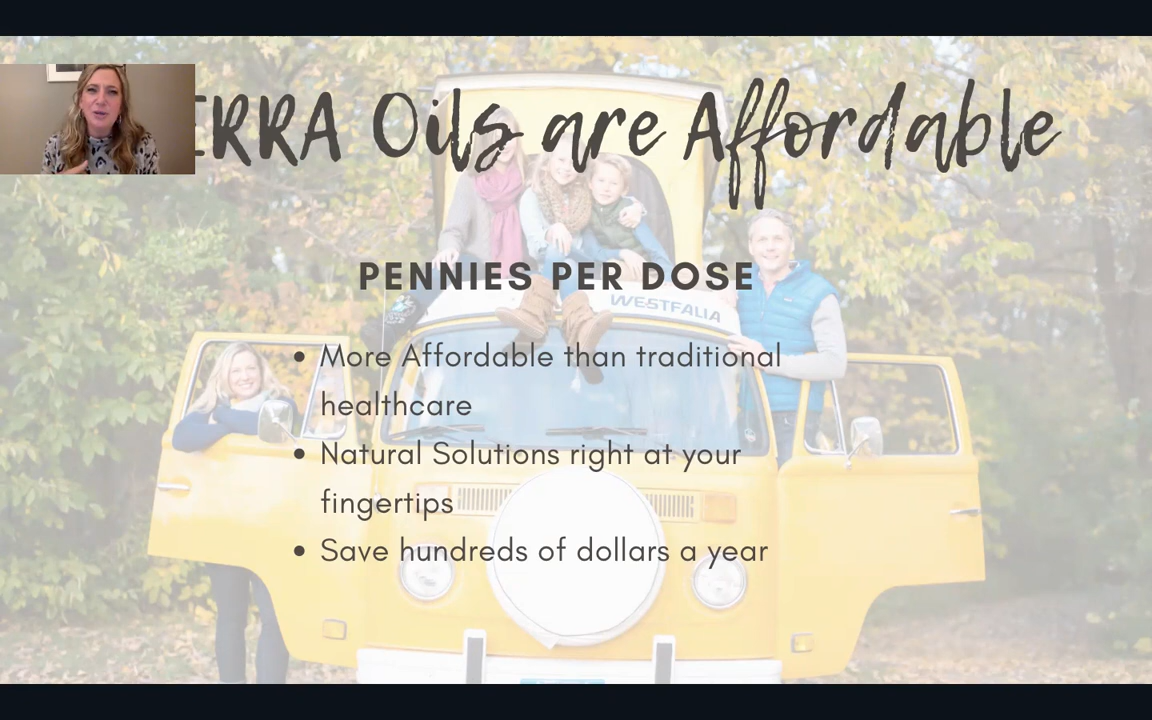 ERRA Oils are Affordable
PENNIES PER DOSE
WESTFALIA
• More Affordable than traditional
healthcare
• Natural Solutions right at your
fingertips
• Save hundreds of dollars a year